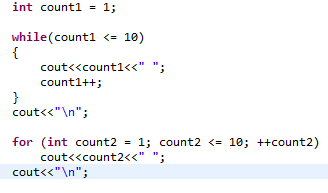 int count1 = 1;
while(count1 <= 10)
{
cout<<count1<<" ";
count1++;
}
cout<<"\n";
for (int count2 = 1; count2 <= 10; ++count2)
cout<<count2<<" ";
cout<<"\n";